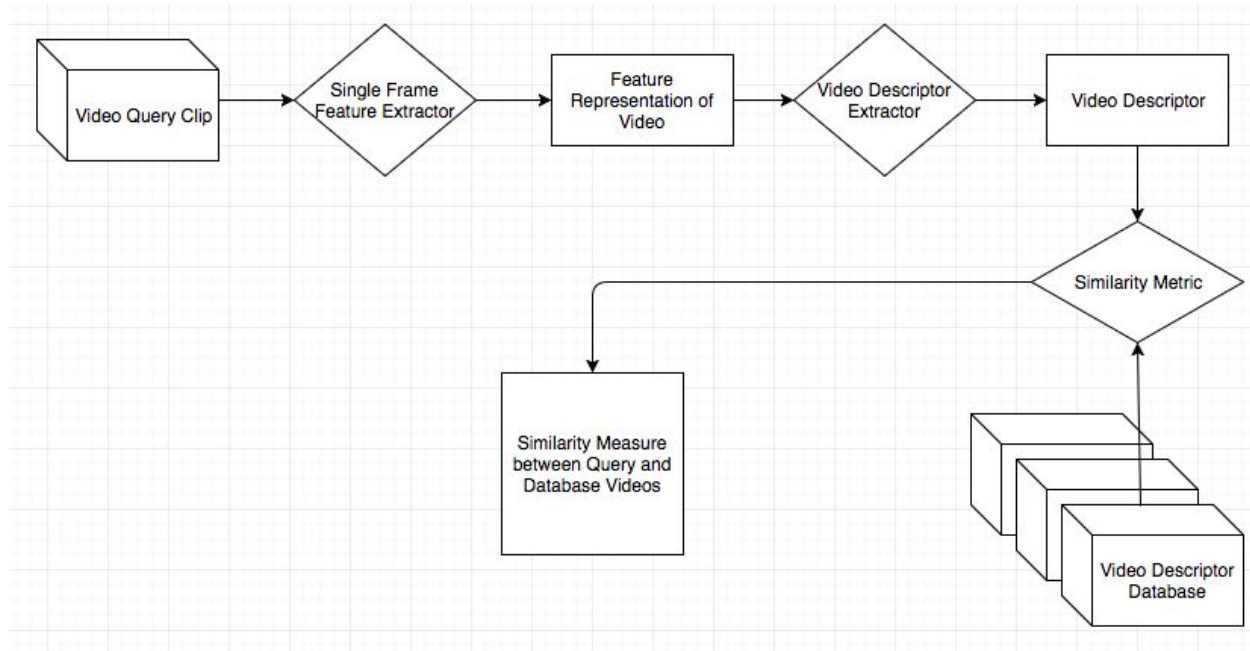 Video Query Clip
Single Frame
Feature Extractor
Feature
Representation of
Video
Video Descriptor
Extractor
Video Descriptor
Similarity Metric
Similarity Measure
between Query and
Database Videos
Video Descriptor
Database